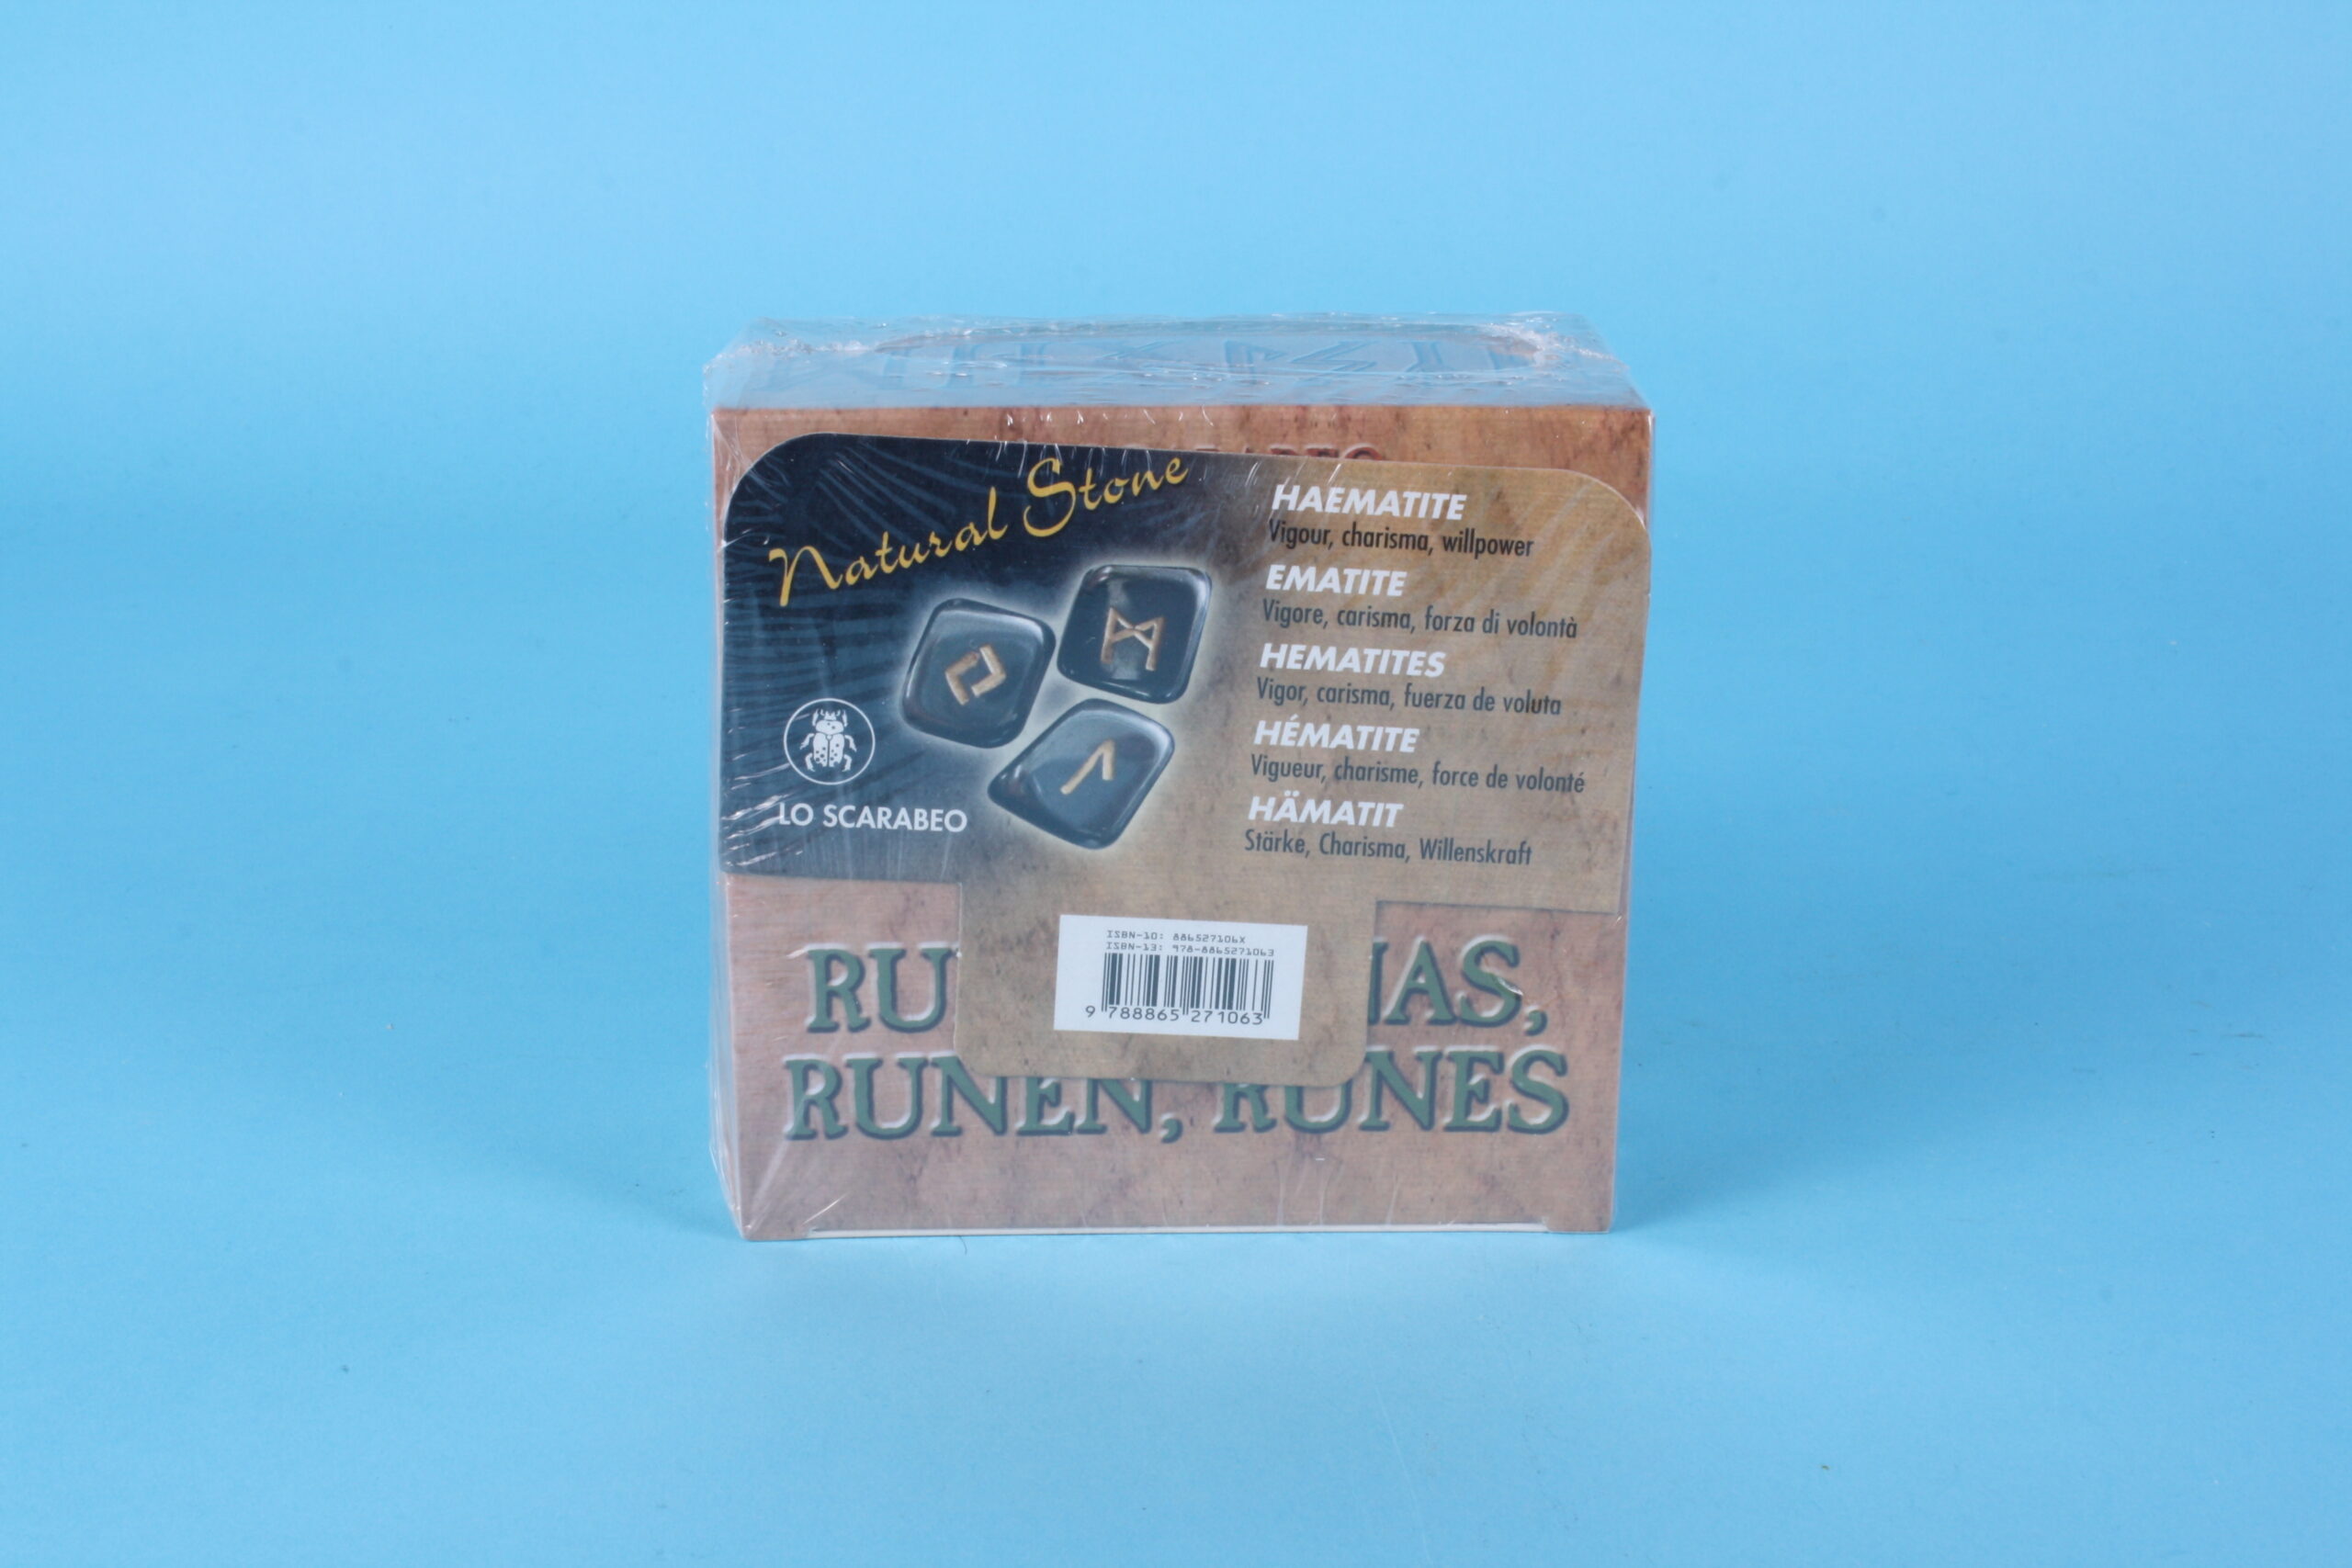 Natural Stone
HAEMATITE
Vigour, charisma, willpower
EMATITE
Vigore, carisma, forza di volontà
HEMATITES
Vigor, carisma, fuerza de voluta
HÉMATITE
Vigueur, charisme, force de volonté
HÄMATIT
Stärke, Charisma, Willenskraft
LO SCARABEO
ISBN-10: 886527106X
ISBN-13: 978-8865271063
9 788865 271063
RU NAS,
RUNEN, RUNES